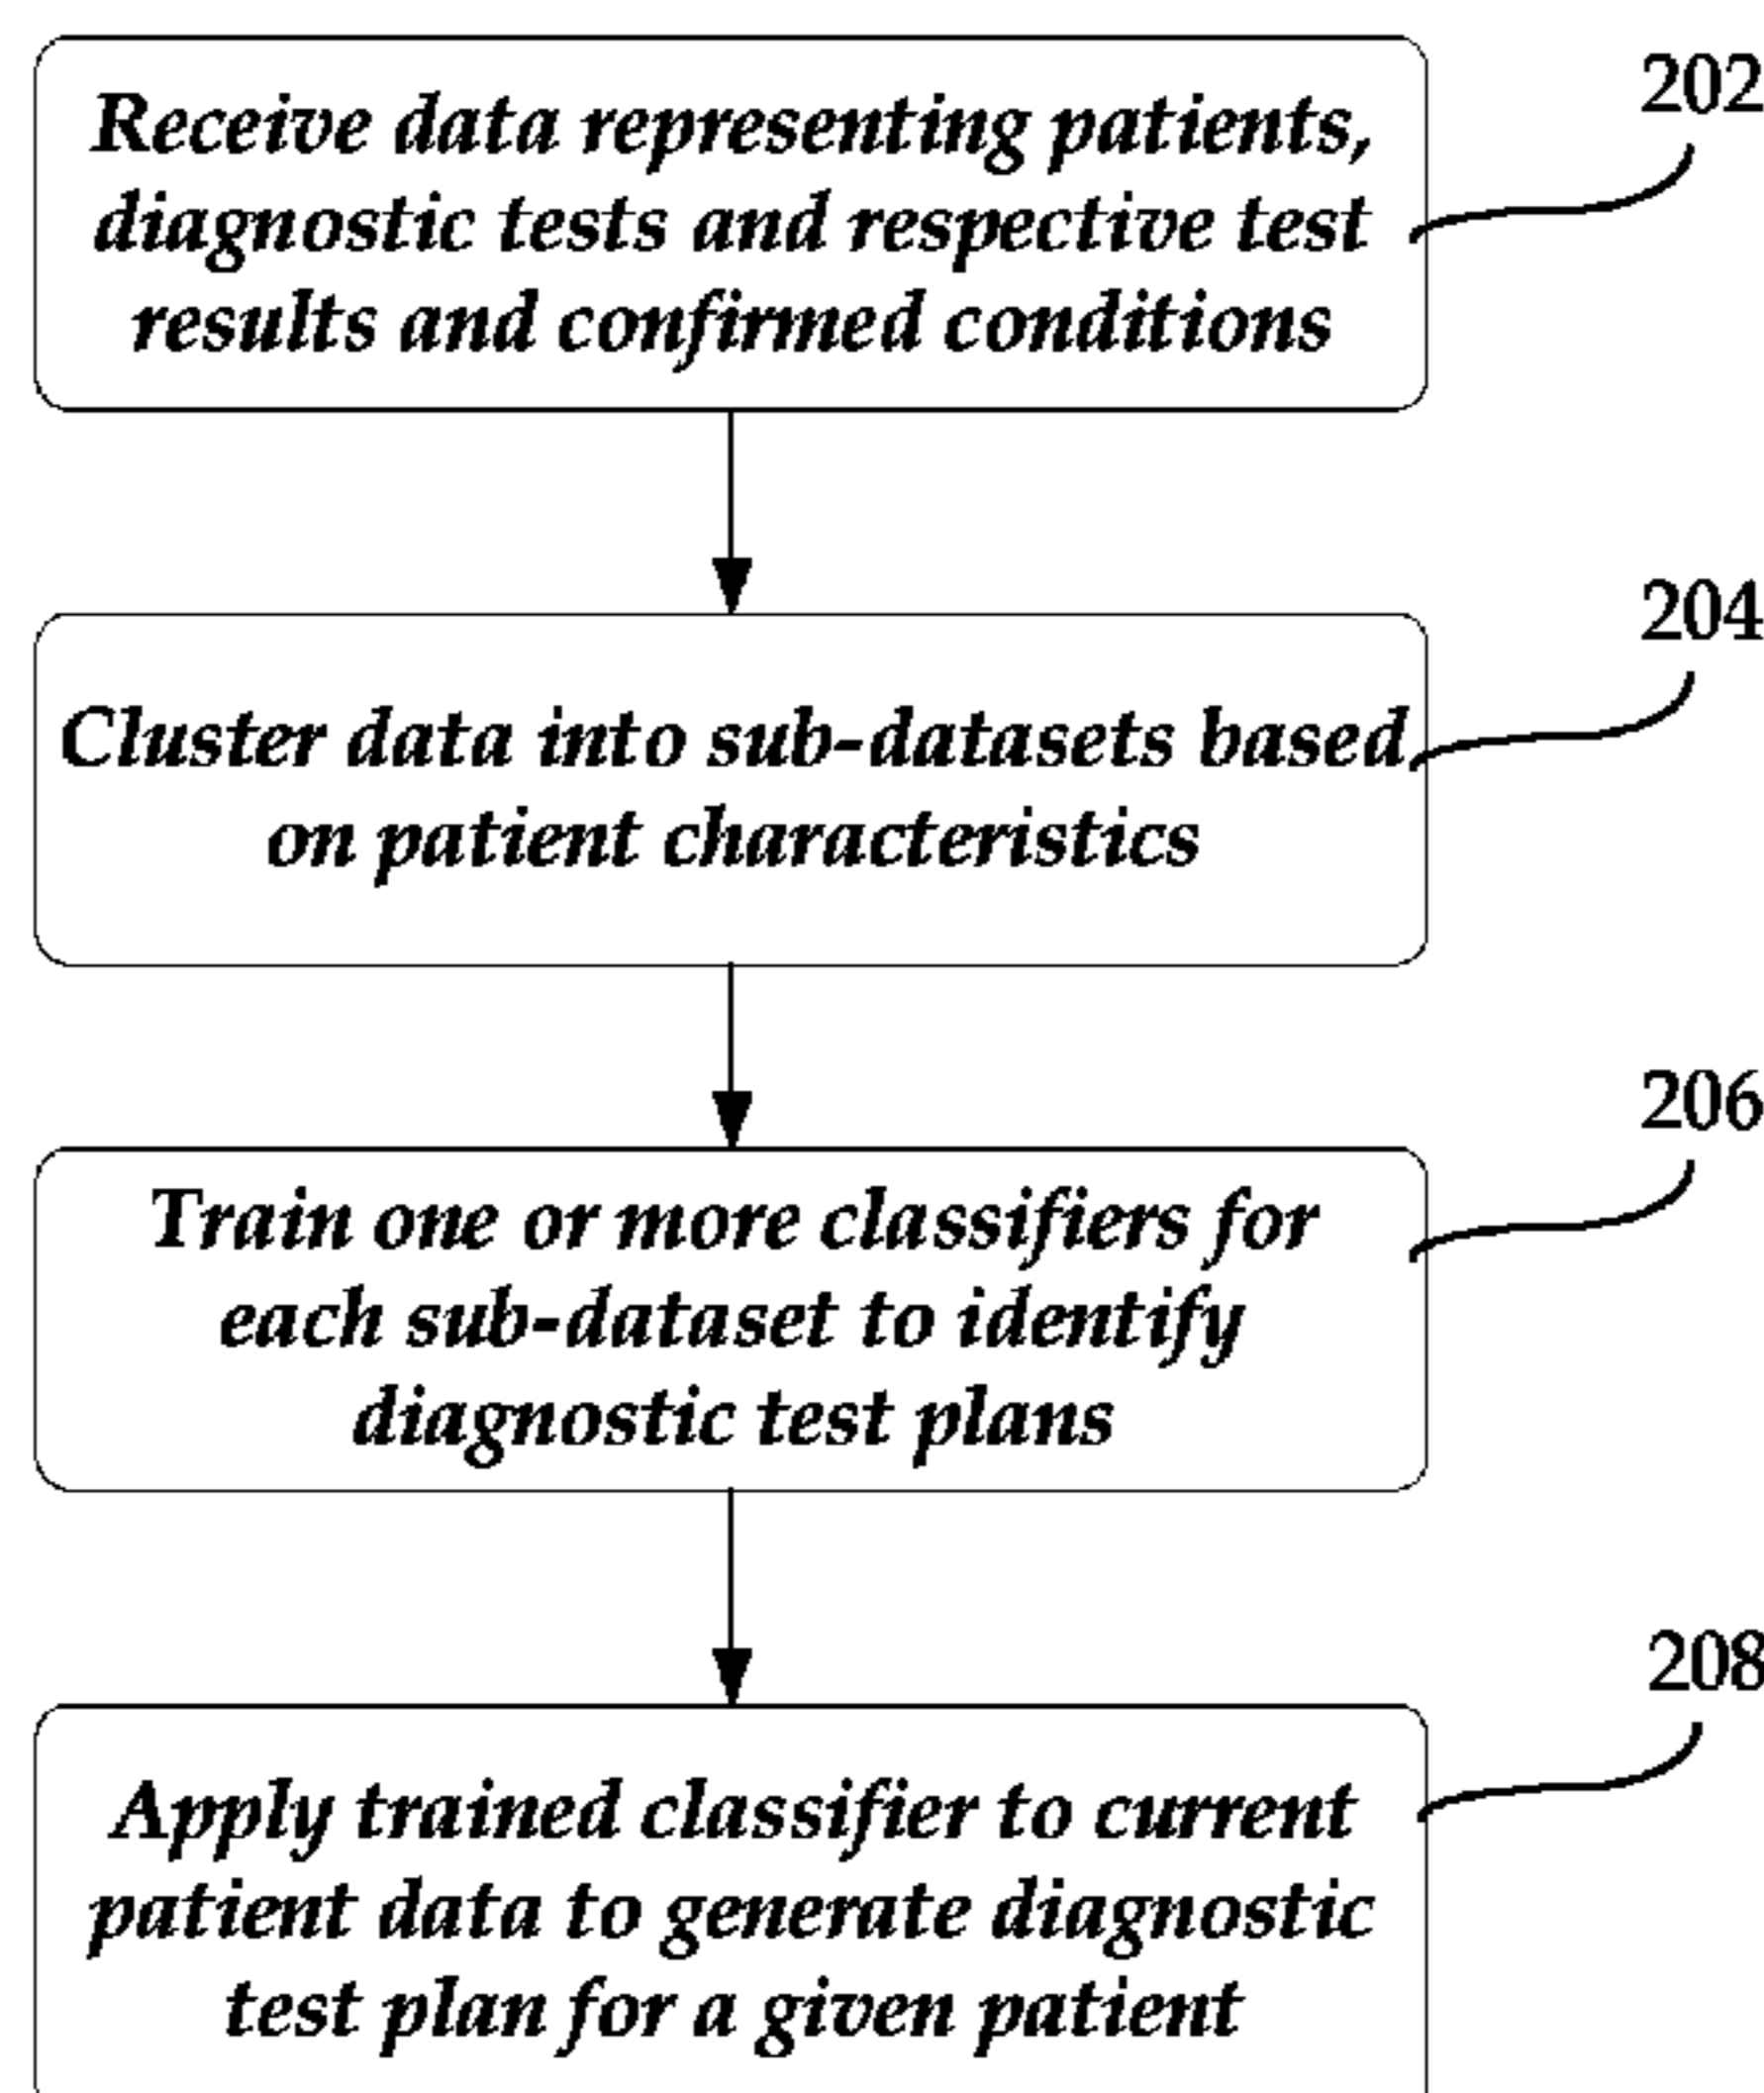 202
Receive data representing patients,
diagnostic tests and respective test
results and confirmed conditions
204
Cluster data into sub-datasets based
on patient characteristics
206
Train one or more classifiers for
each sub-dataset to identify
diagnostic test plans
208
Apply trained classifier to current
patient data to generate diagnostic
test plan for a given patient